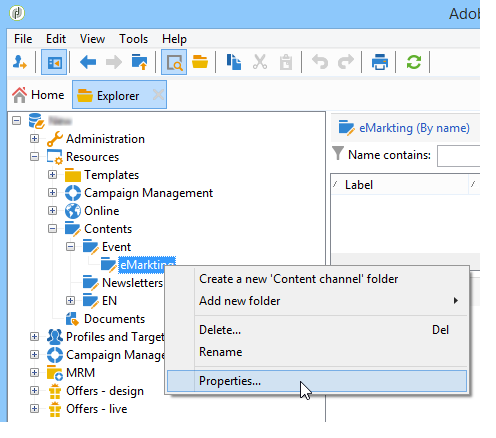 Adob
File Edit View Tools Help
Home Explorer
Administration
Resources
Templates
Campaign Management
Online
Contents
Event
eMarkting
Newsletters
EN
Documents
Profiles and Target
Campaign Manage
MRM
Offers - design
Offers - live
eMarkting (By name)
Name contains:
Label
Create a new 'Content channel' folder
Add new folder
Delete... Del
Rename
Properties...